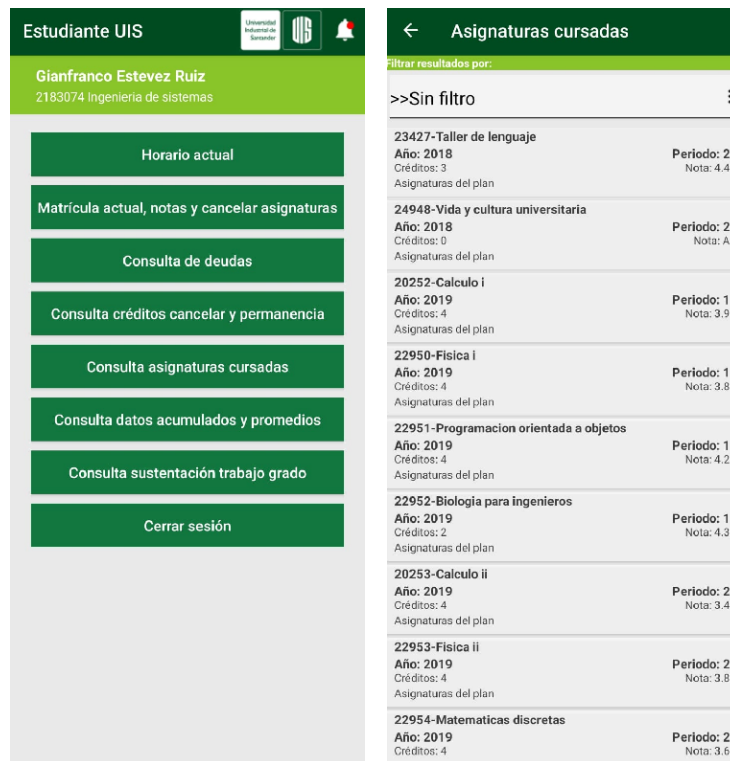 Estudiante UIS
Universidad
Industrial de
Santander
UIS
Gianfranco Estevez Ruiz
2183074 Ingenieria de sistemas
Horario actual
Matrícula actual, notas y cancelar asignaturas
Consulta de deudas
Consulta créditos cancelar y permanencia
Consulta asignaturas cursadas
Consulta datos acumulados y promedios
Consulta sustentación trabajo grado
Cerrar sesión
Asignaturas cursadas
Filtrar resultados por:
>>Sin filtro
23427-Taller de lenguaje
Año: 2018 Periodo: 2
Créditos: 3 Nota: 4.4
Asignaturas del plan
24948-Vida y cultura universitaria
Año: 2018 Periodo: 2
Créditos: 0 Nota: A
Asignaturas del plan
20252-Calculo i
Año: 2019 Periodo: 1
Créditos: 4 Nota: 3.9
Asignaturas del plan
22950-Fisica i
Año: 2019 Periodo: 1
Créditos: 4 Nota: 3.8
Asignaturas del plan
22951-Programacion orientada a objetos
Año: 2019 Periodo: 1
Créditos: 4 Nota: 4.2
Asignaturas del plan
22952-Biologia para ingenieros
Año: 2019 Periodo: 1
Créditos: 2 Nota: 4.3
Asignaturas del plan
20253-Calculo ii
Año: 2019 Periodo: 2
Créditos: 4 Nota: 3.4
Asignaturas del plan
22953-Fisica ii
Año: 2019 Periodo: 2
Créditos: 4 Nota: 3.8
Asignaturas del plan
22954-Matematicas discretas
Año: 2019 Periodo: 2
Créditos: 4 Nota: 3.6